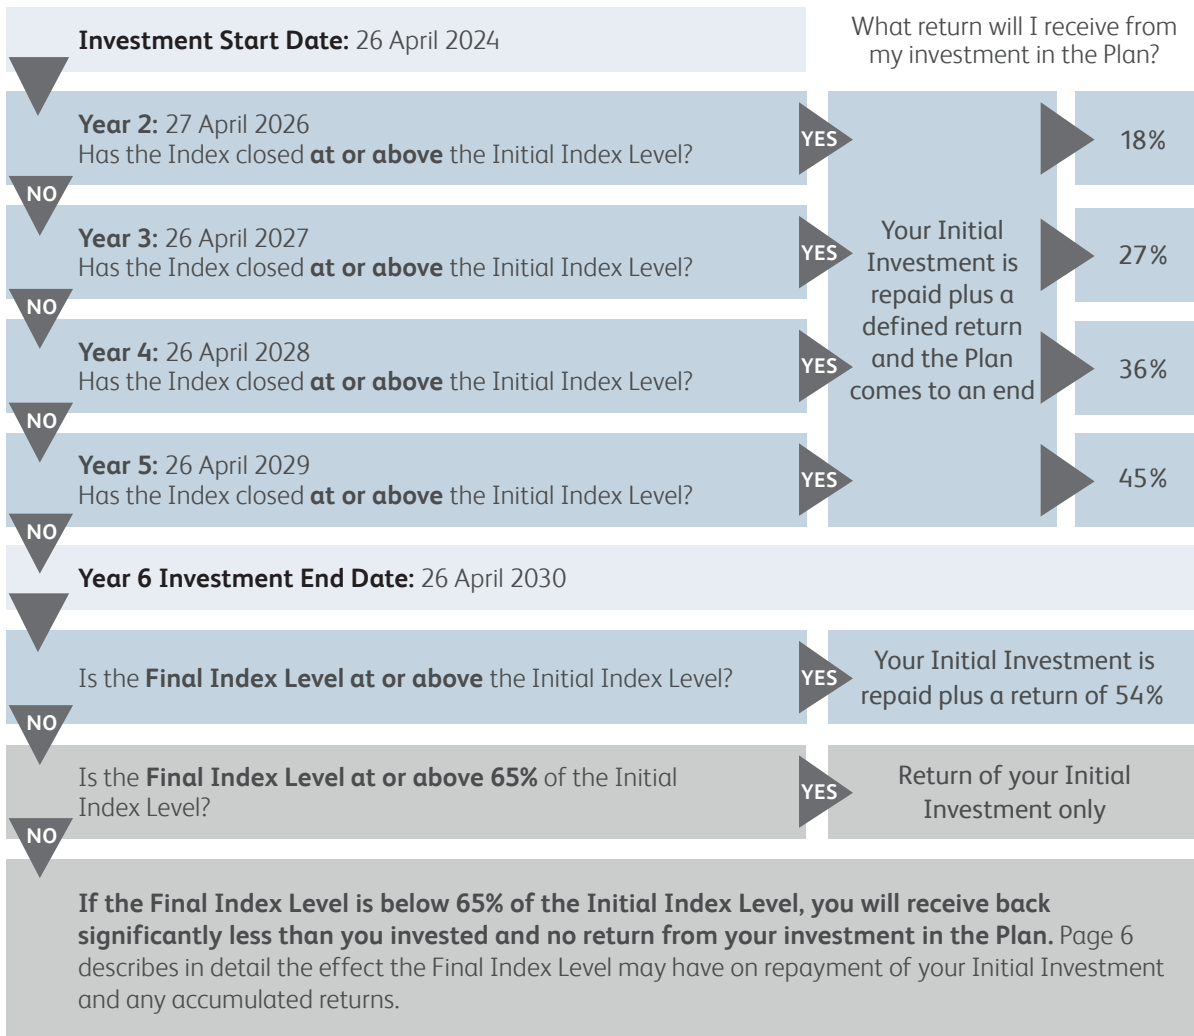 Investment Start Date: 26 April 2024
What return will I receive from
my investment in the Plan?
Year 2: 27 April 2026
Has the Index closed at or above the Initial Index Level?
YES
18%
NO
Year 3: 26 April 2027
Has the Index closed at or above the Initial Index Level?
YES
27%
NO
Year 4: 26 April 2028
Has the Index closed at or above the Initial Index Level?
YES
36%
NO
Year 5: 26 April 2029
Has the Index closed at or above the Initial Index Level?
YES
45%
Your Initial
Investment is
repaid plus a
defined return
and the Plan
comes to an end
NO
Year 6 Investment End Date: 26 April 2030
Is the Final Index Level at or above the Initial Index Level?
YES
Your Initial Investment is
repaid plus a return of 54%
NO
Is the Final Index Level at or above 65% of the Initial
Index Level?
YES
Return of your Initial
Investment only
NO
If the Final Index Level is below 65% of the Initial Index Level, you will receive back
significantly less than you invested and no return from your investment in the Plan. Page 6
describes in detail the effect the Final Index Level may have on repayment of your Initial Investment
and any accumulated returns.